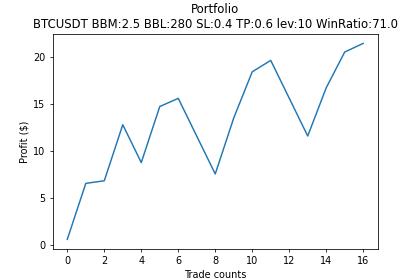 Portfolio
BTCUSDT BBM:2.5 BBL:280 SL:0.4 TP:0.6 lev:10 WinRatio:71.0
Profit ($)
20
15
10
5
0
0 2 4 6 8 10 12 14 16
Trade counts